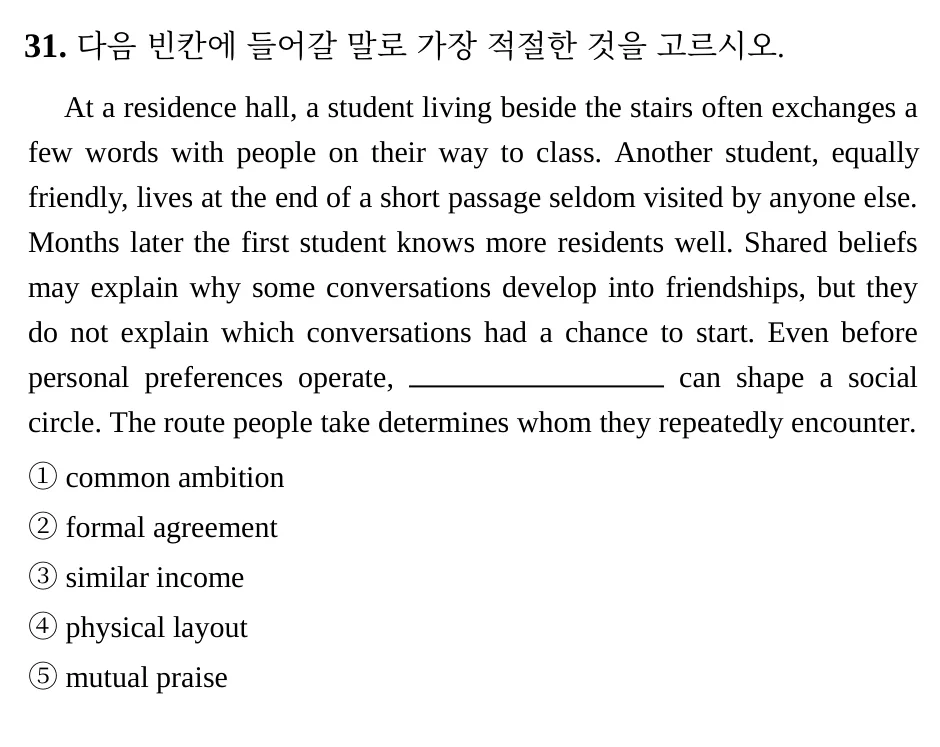 31. 다음 빈칸에 들어갈 말로 가장 적절한 것을 고르시오.
At a residence hall, a student living beside the stairs often exchanges a
few words with people on their way to class. Another student, equally
friendly, lives at the end of a short passage seldom visited by anyone else.
Months later the first student knows more residents well. Shared beliefs
may explain why some conversations develop into friendships, but they
do not explain which conversations had a chance to start. Even before
personal preferences operate, ________________ can shape a social
circle. The route people take determines whom they repeatedly encounter.
① common ambition
② formal agreement
③ similar income
④ physical layout
⑤ mutual praise